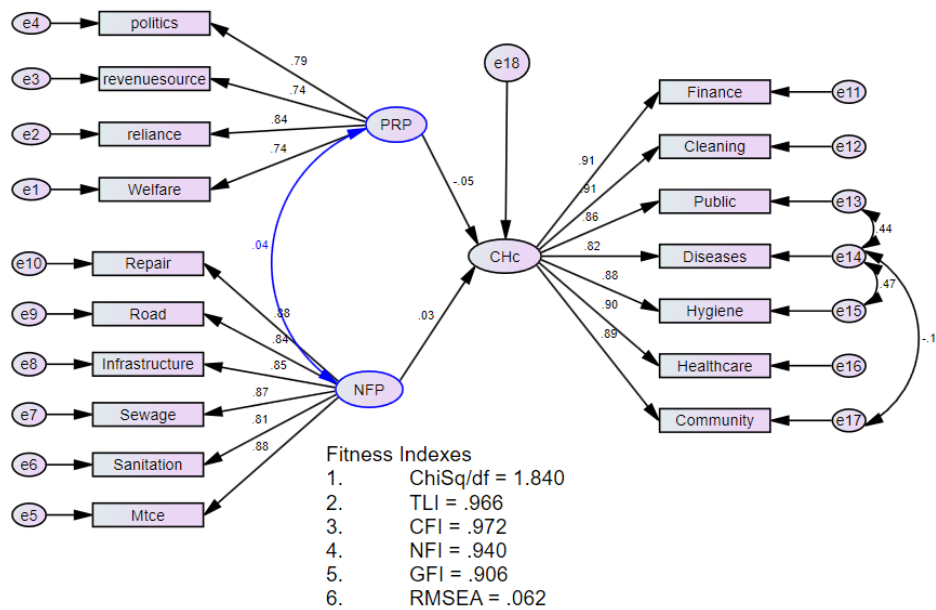 e4
politics
.79
e3
revenuesource
.74
e2
reliance
.84
PRP
e1
Welfare
.74
e18
Finance
e11
Cleaning
e12
.91
.91
Public
e13
.86
.44
-.05
.04
CHc
.82
Diseases
e14
.88
.47
Hygiene
e15
.90
-.1
.89
Healthcare
e16
Community
e17
.03
e10
Repair
.88
e9
Road
.84
e8
Infrastructure
.85
NFP
e7
Sewage
.87
e6
Sanitation
.81
e5
Mtce
.88
Fitness Indexes
1. ChiSq/df = 1.840
2. TLI = .966
3. CFI = .972
4. NFI = .940
5. GFI = .906
6. RMSEA = .062